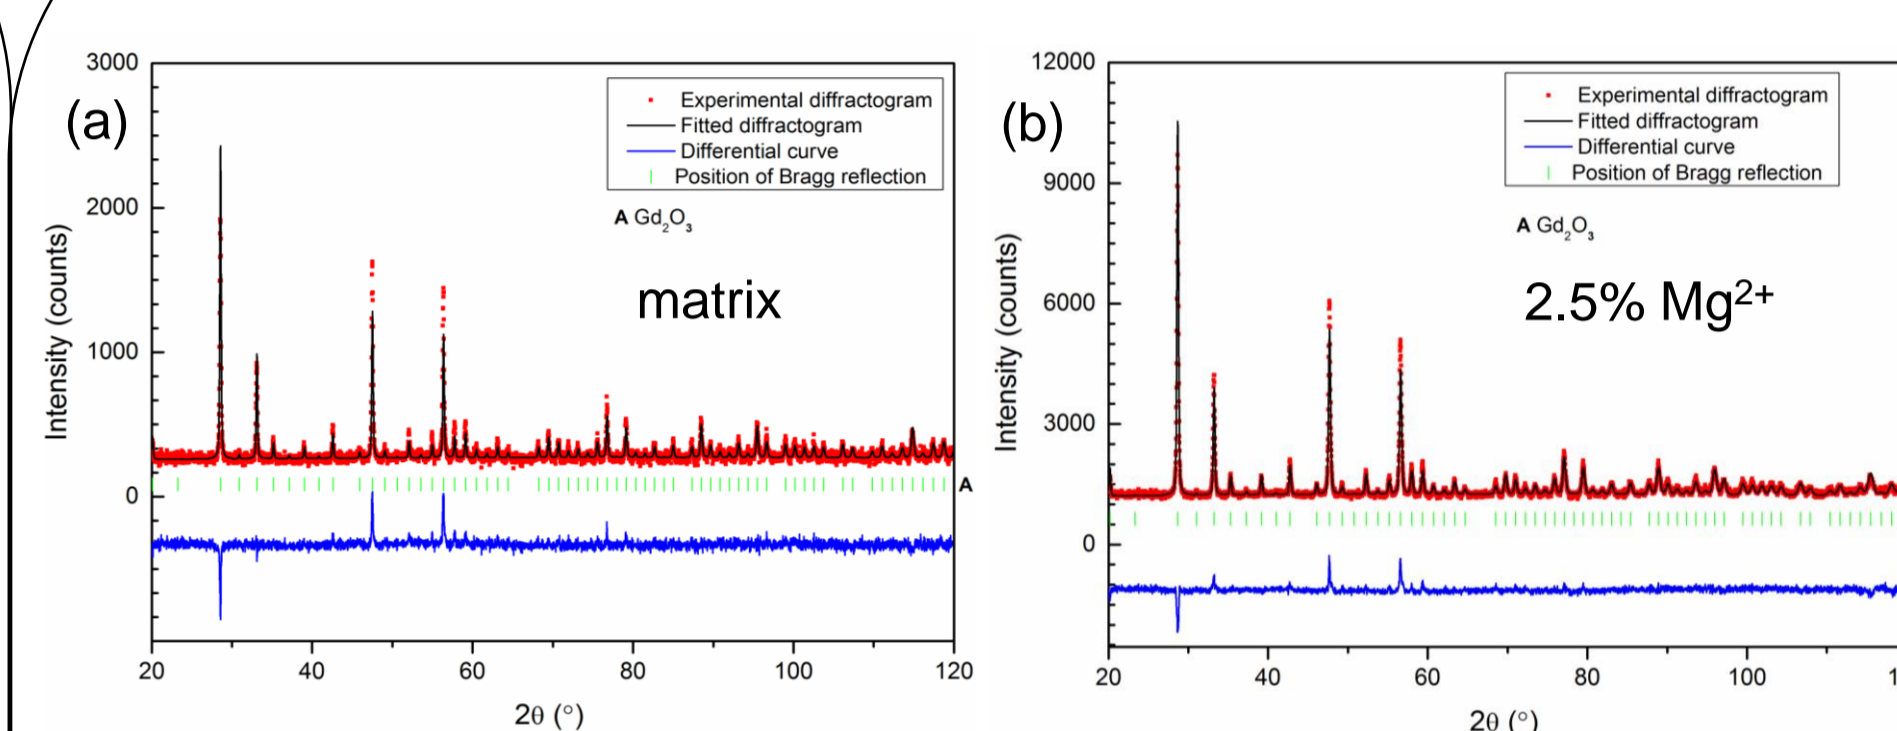 (a)
3000
2000
1000
0
Intensity (counts)
Experimental diffractogram
Fitted diffractogram
Differential curve
Position of Bragg reflection
A Gd2O3
matrix
A
20 40 60 80 100 120
2θ (°)
(b)
12000
9000
6000
3000
0
Intensity (counts)
Experimental diffractogram
Fitted diffractogram
Differential curve
Position of Bragg reflection
A Gd2O3
2.5% Mg2+
20 40 60 80 100 1
2θ (°)